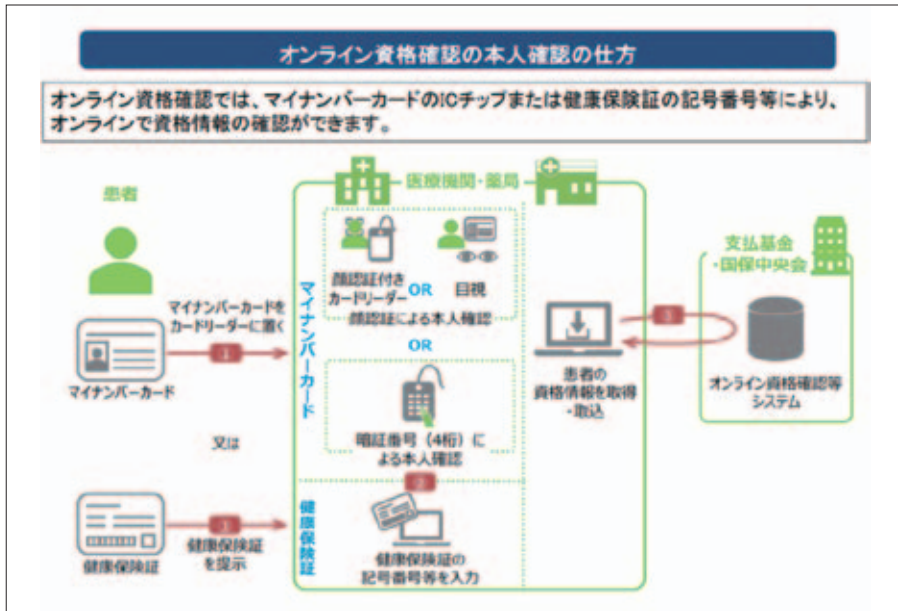 オンライン資格確認の本人確認の仕方
オンライン資格確認では、マイナンバーカードのICチップまたは健康保険証の記号番号等により、
オンラインで資格情報の確認ができます。
患者
マイナンバーカードを
カードリーダーに置く
①
マイナンバーカード
又は
①
健康保険証
を提示
健康保険証
医療機関・薬局
マイナンバーカード
顔認証付き
カードリーダー
OR
目視
顔認証による本人確認
OR
暗証番号（4桁）に
よる本人確認
②
健康保険証
健康保険証の
記号番号等を入力
患者の
資格情報を取得
・取込
③
支払基金
・国保中央会
オンライン資格確認等
システム